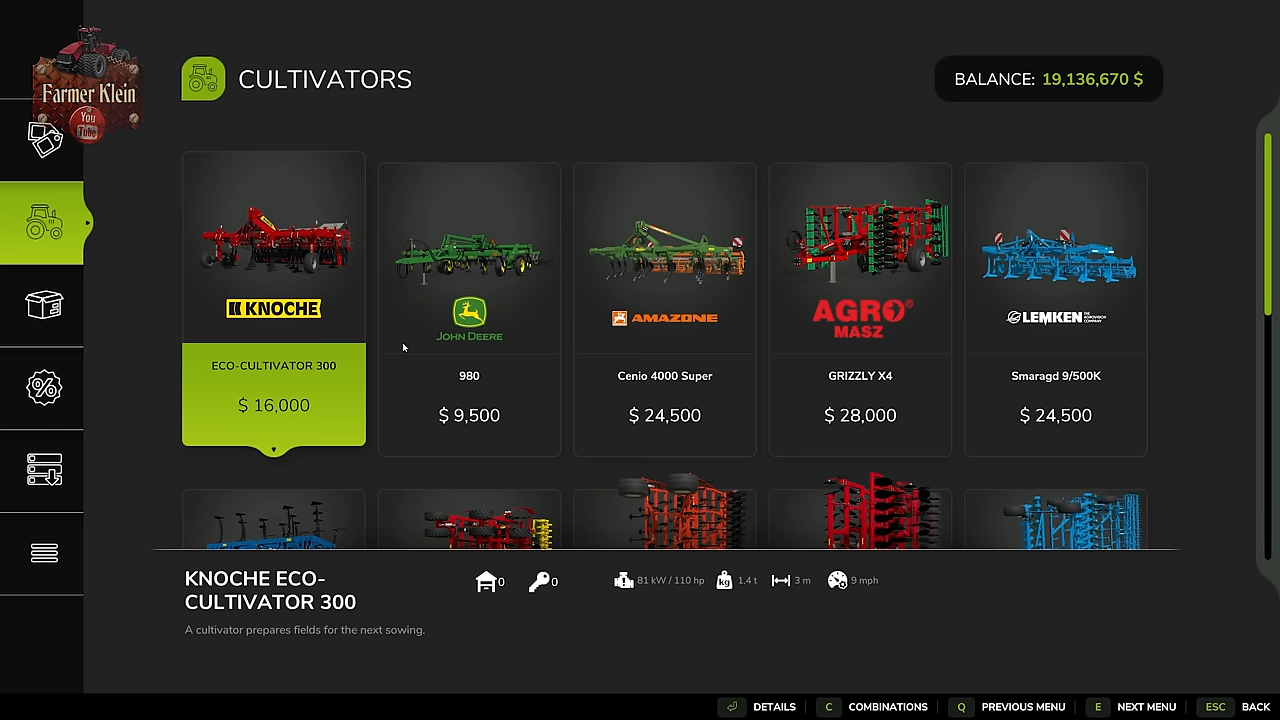 Farmer Klein
You
Tube
CULTIVATORS
BALANCE: 19,136,670 $
KNOCHE
JOHN DEERE
AMAZONE
AGRO®
MASZ
LEMKEN
ECO-CULTIVATOR 300
980
Cenio 4000 Super
GRIZZLY X4
Smaragd 9/500K
$ 16,000
$ 9,500
$ 24,500
$ 28,000
$ 24,500
KNOCHE ECO-
CULTIVATOR 300
0
0
81 kW / 110 hp
kg 1.4 t
3 m
9 mph
A cultivator prepares fields for the next sowing.
DETAILS
C COMBINATIONS
Q PREVIOUS MENU
E NEXT MENU
ESC BACK